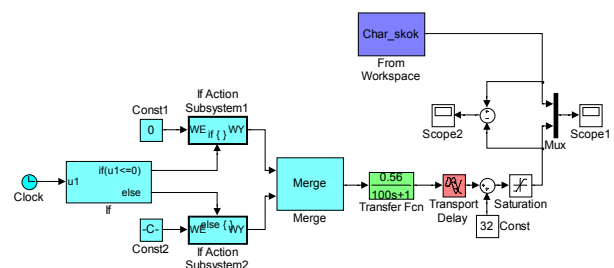 Char_skok
From
Workspace
If Action
Subsystem1
Const1
0
WE if { } WY
Scope2
Mux
Scope1
u1
if(u1<=0)
else
Clock
If
Merge
Merge
0.56
100s+1
Transfer Fcn
Transport
Delay
Saturation
32
Const
-C-
Const2
WE else { } WY
If Action
Subsystem2